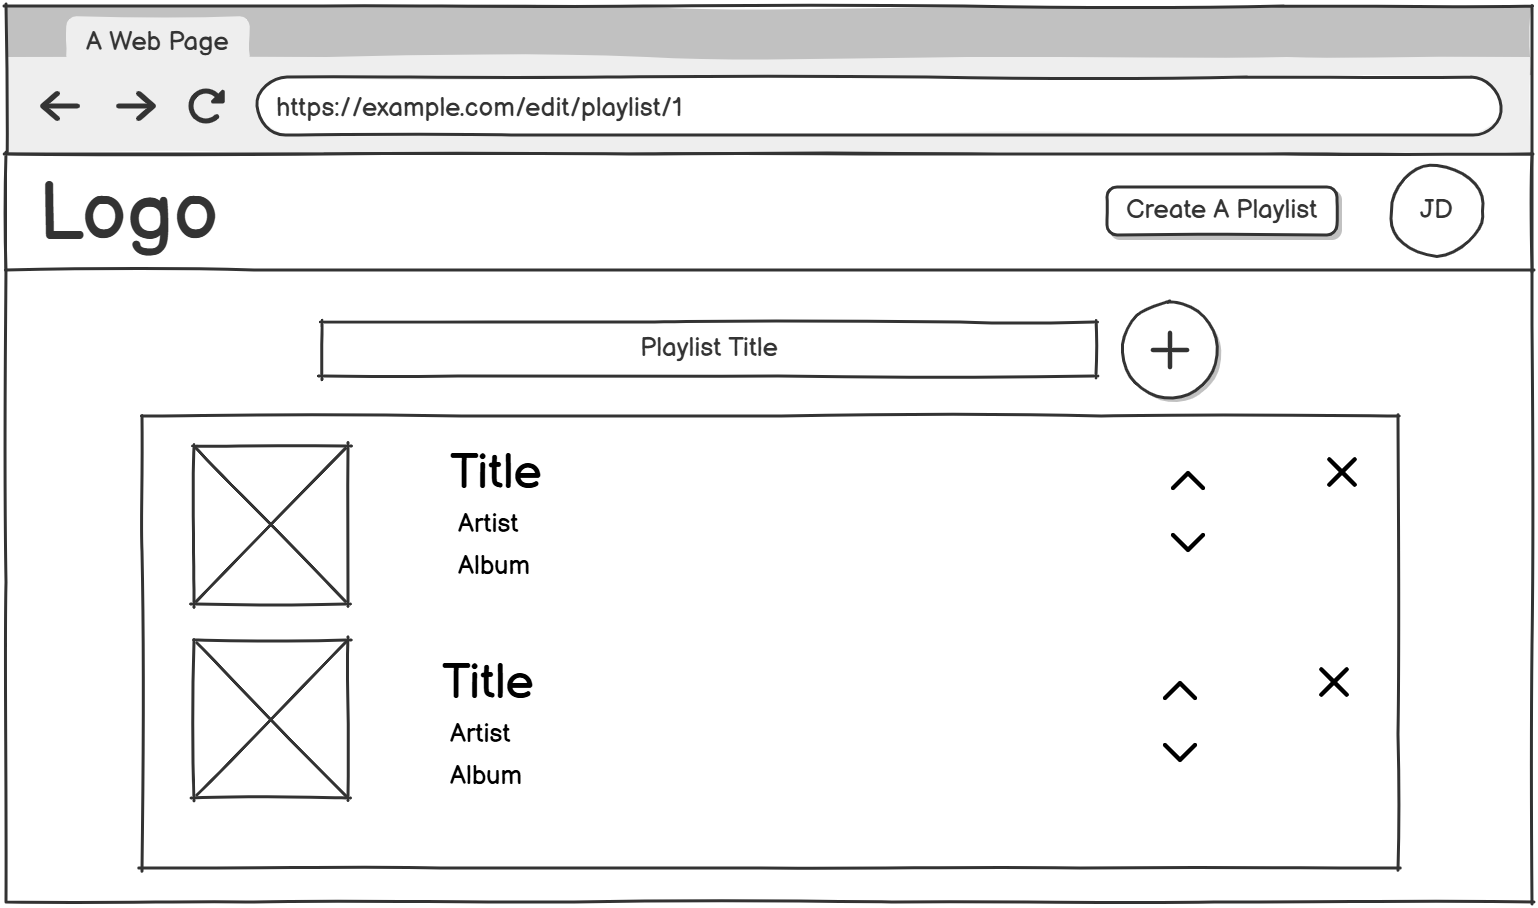 A Web Page
https://example.com/edit/playlist/1
Logo
Create A Playlist
JD
Playlist Title
Title
Artist
Album
Title
Artist
Album